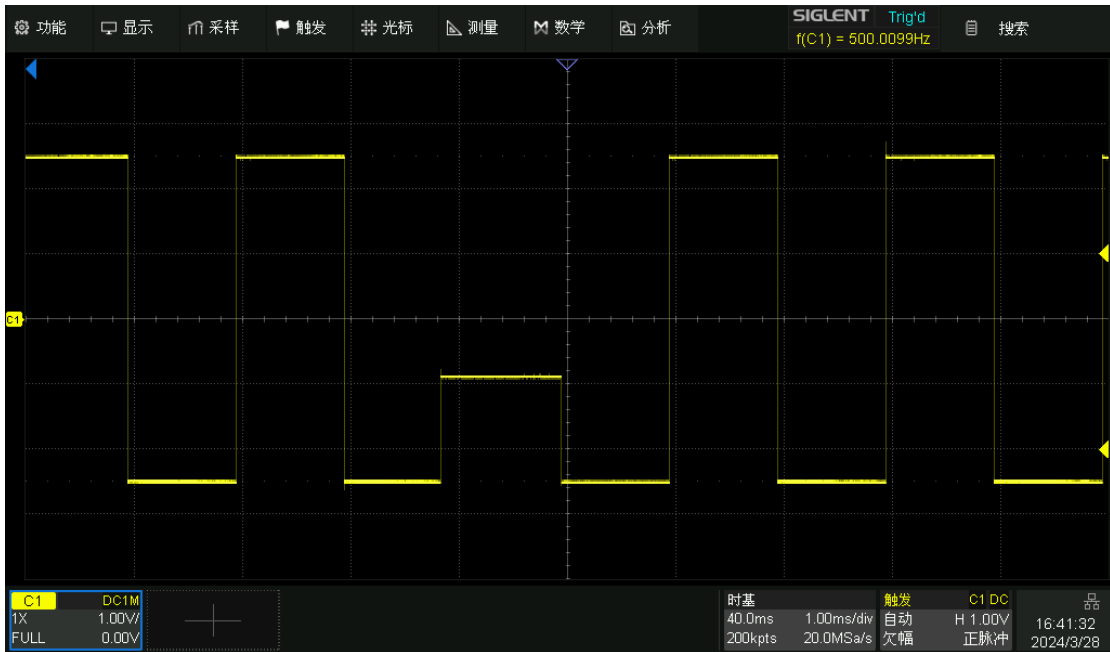 功能 显示 采样 触发 光标 测量 数学 分析 SIGLENT Trig'd 搜索
f(C1) = 500.0099Hz
C1
C1 DC1M
1X 1.00V/
FULL 0.00V
时基
40.0ms 1.00ms/div
200kpts 20.0MSa/s
触发 C1 DC
自动 H 1.00V
欠幅 正脉冲
16:41:32
2024/3/28